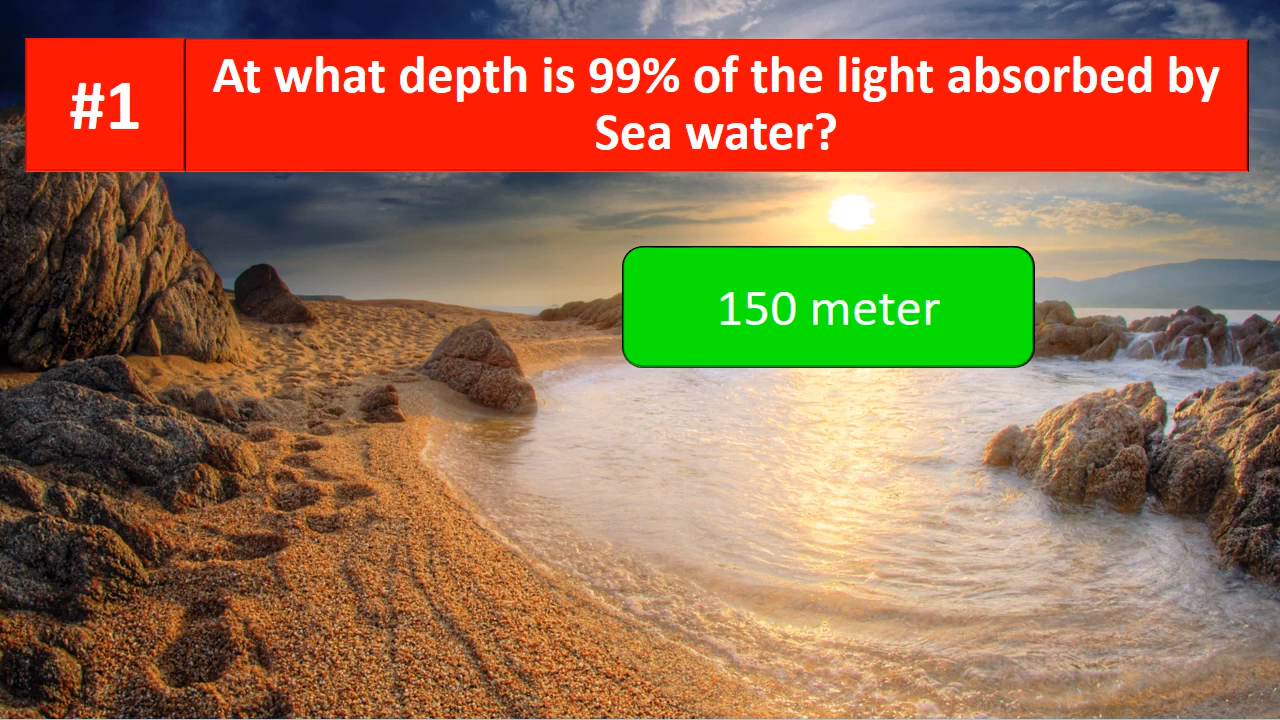 #1
At what depth is 99% of the light absorbed by
Sea water?
150 meter